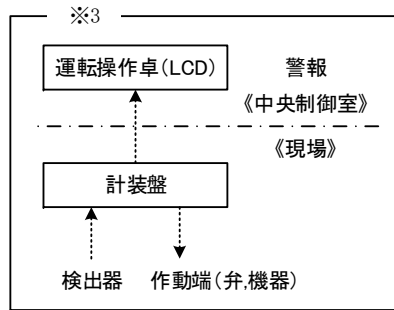 ※3
運転操作卓(LCD)
警報
《中央制御室》
《現場》
計装盤
検出器
作動端(弁,機器)